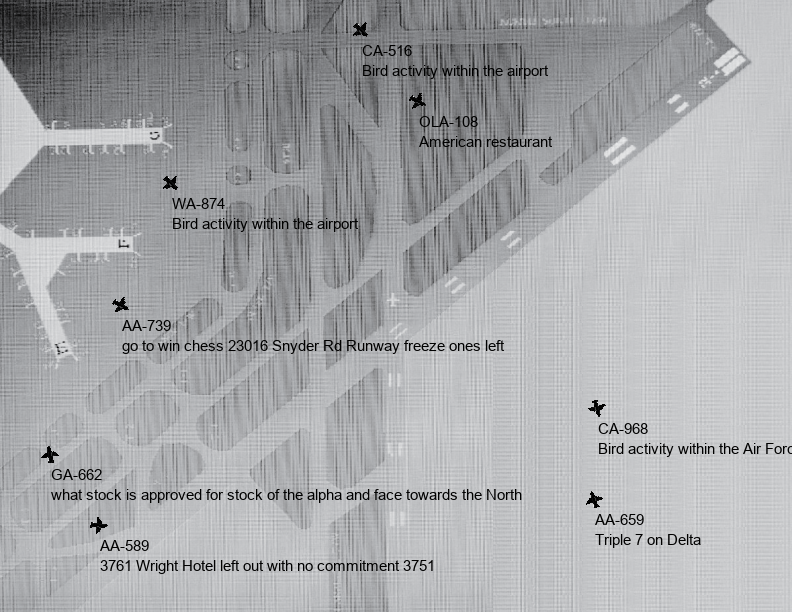 CA-516
Bird activity within the airport
OLA-108
American restaurant
G
WA-874
Bird activity within the airport
F
AA-739
go to win chess 23016 Snyder Rd Runway freeze ones left
CA-968
Bird activity within the Air Forc
GA-662
what stock is approved for stock of the alpha and face towards the North
AA-659
Triple 7 on Delta
AA-589
3761 Wright Hotel left out with no commitment 3751